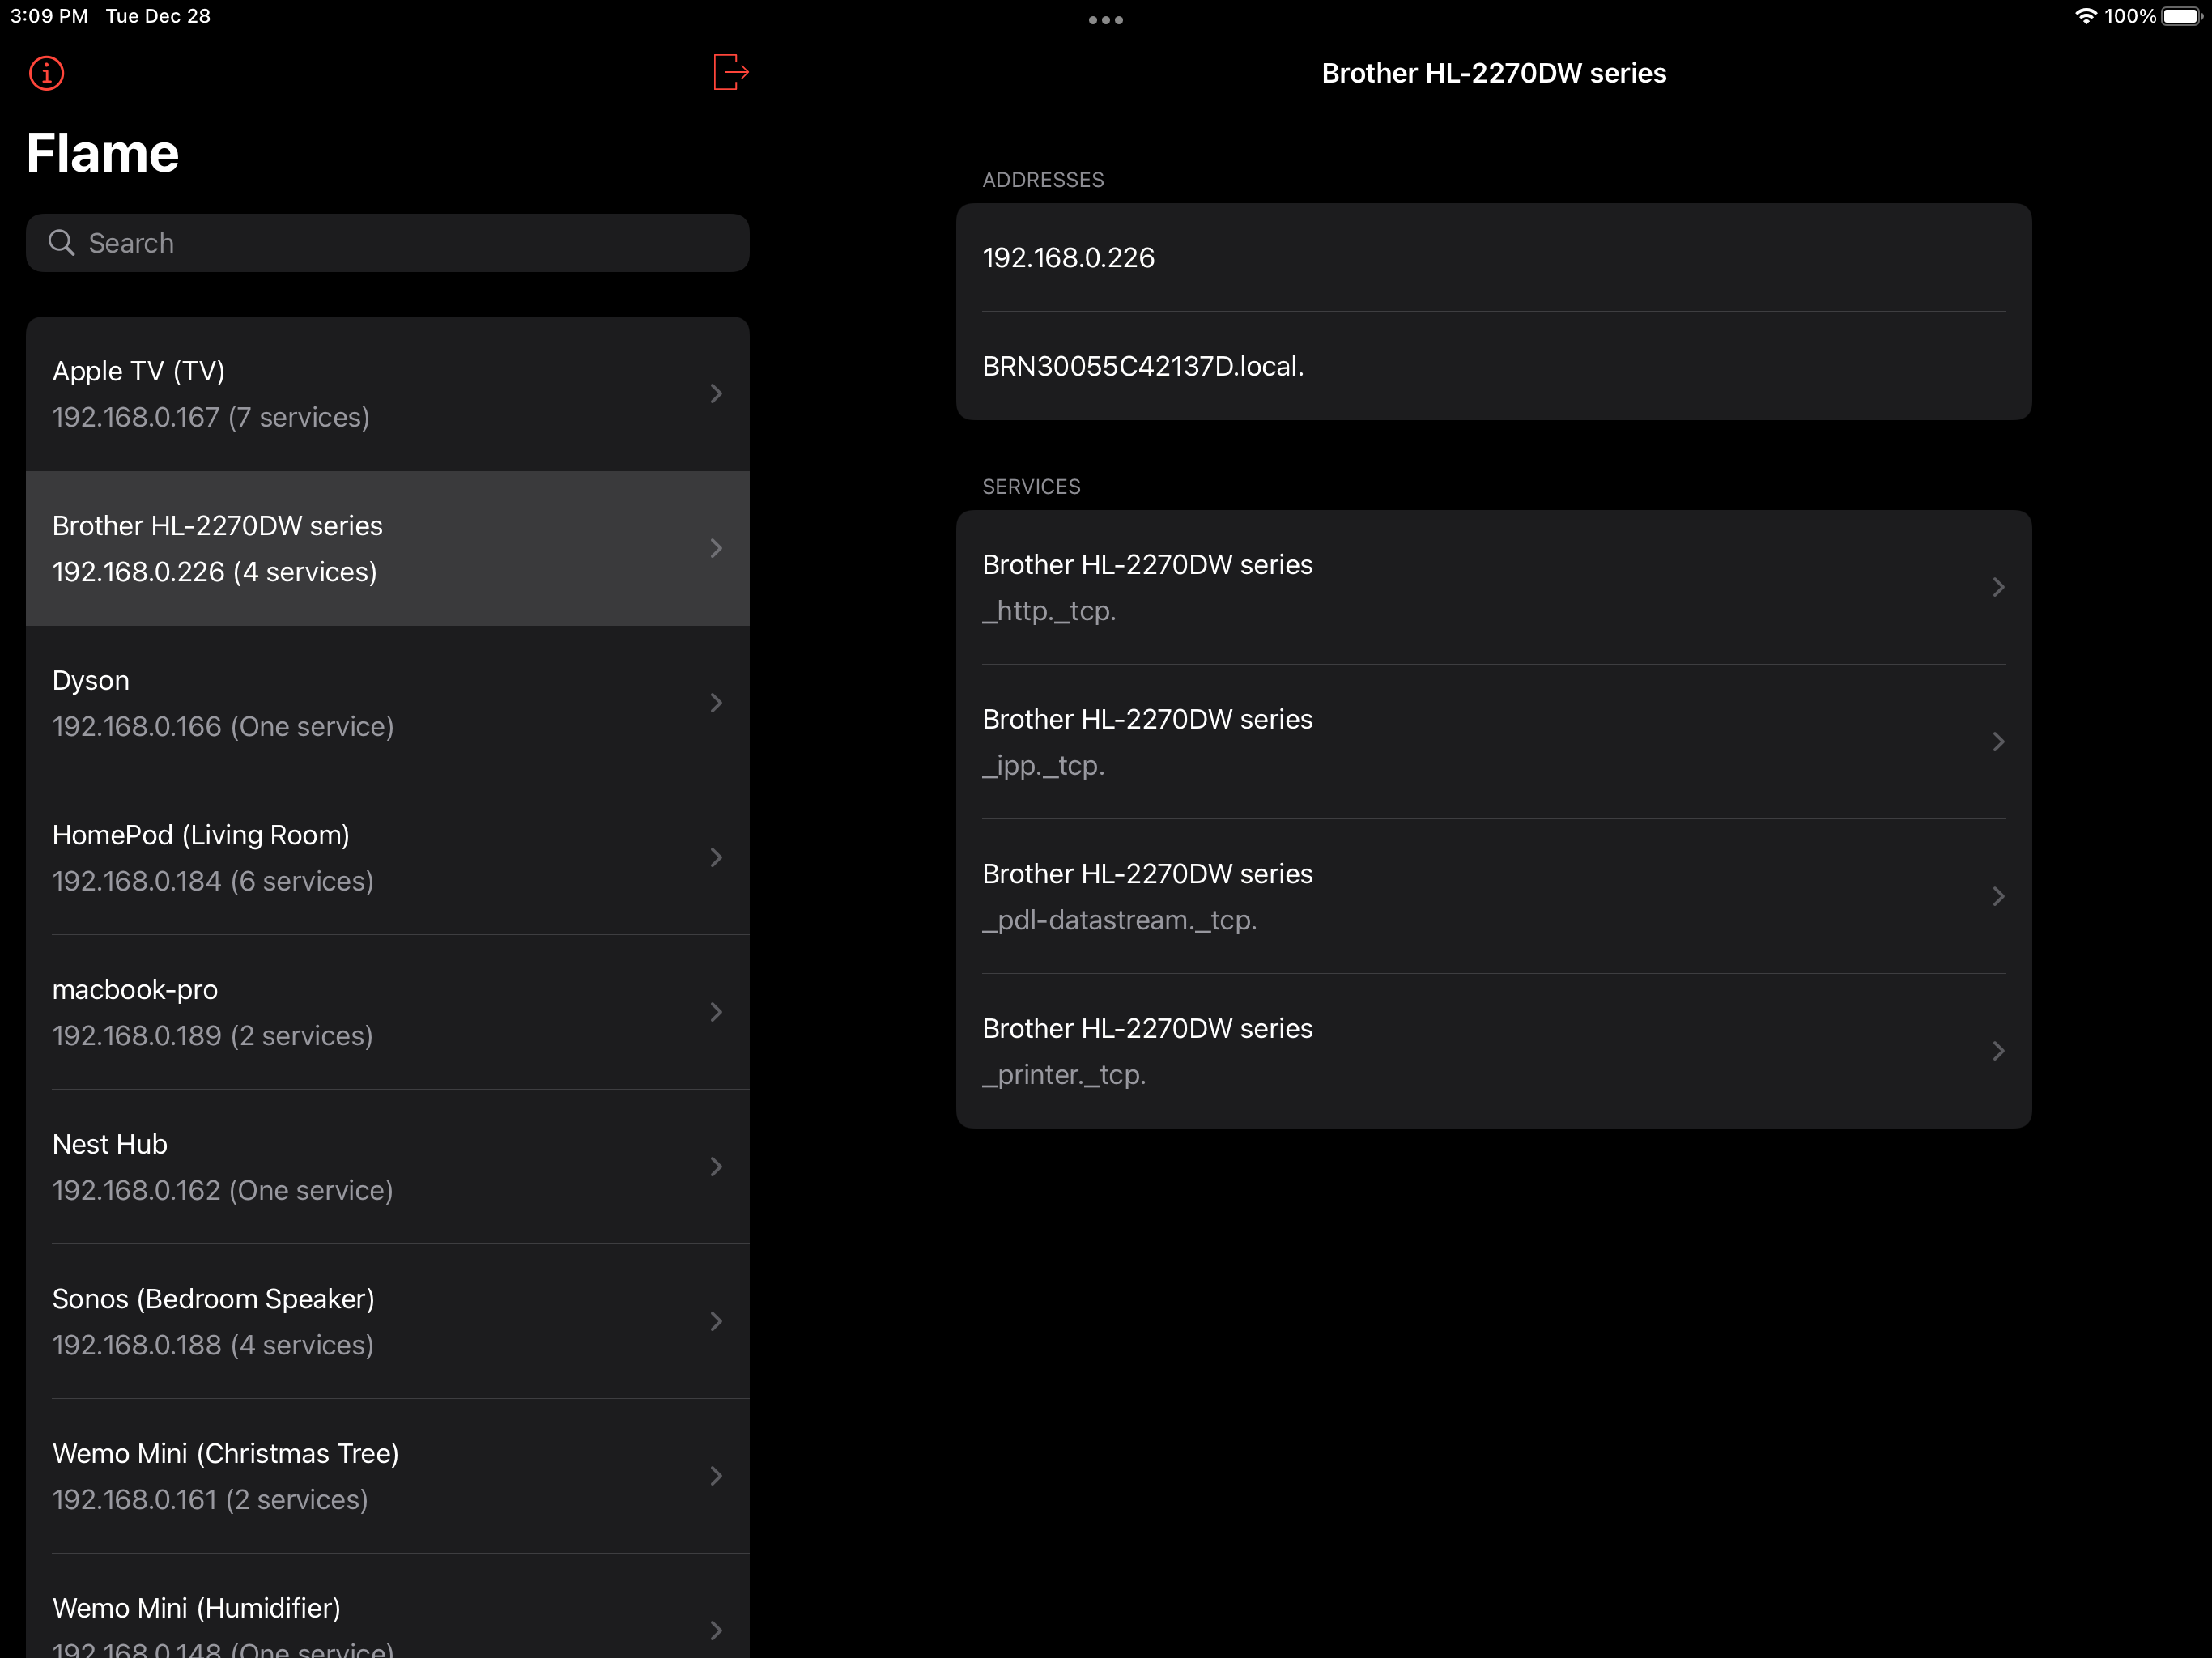 3:09 PM Tue Dec 28
100%
Flame
Search
Apple TV (TV)
192.168.0.167 (7 services)
Brother HL-2270DW series
192.168.0.226 (4 services)
Dyson
192.168.0.166 (One service)
HomePod (Living Room)
192.168.0.184 (6 services)
macbook-pro
192.168.0.189 (2 services)
Nest Hub
192.168.0.162 (One service)
Sonos (Bedroom Speaker)
192.168.0.188 (4 services)
Wemo Mini (Christmas Tree)
192.168.0.161 (2 services)
Wemo Mini (Humidifier)
192.168.0.148 (One service)
Brother HL-2270DW series
ADDRESSES
192.168.0.226
BRN30055C42137D.local.
SERVICES
Brother HL-2270DW series
_http._tcp.
Brother HL-2270DW series
_ipp._tcp.
Brother HL-2270DW series
_pdl-datastream._tcp.
Brother HL-2270DW series
_printer._tcp.